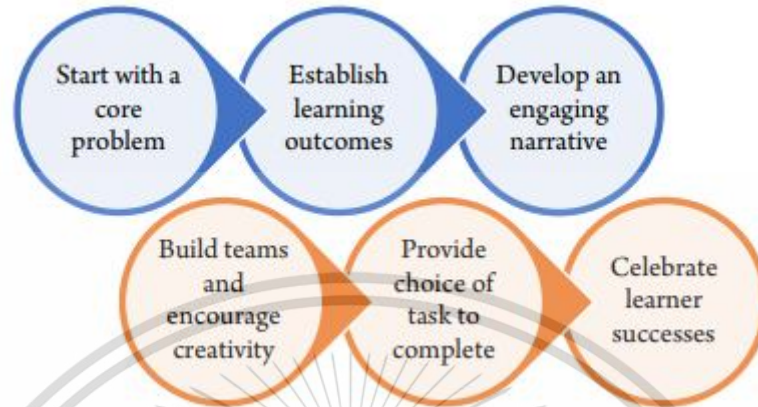 Start with a
core
problem
Establish
learning
outcomes
Develop an
engaging
narrative
Build teams
and
encourage
creativity
Provide
choice of
task to
complete
Celebrate
learner
successes